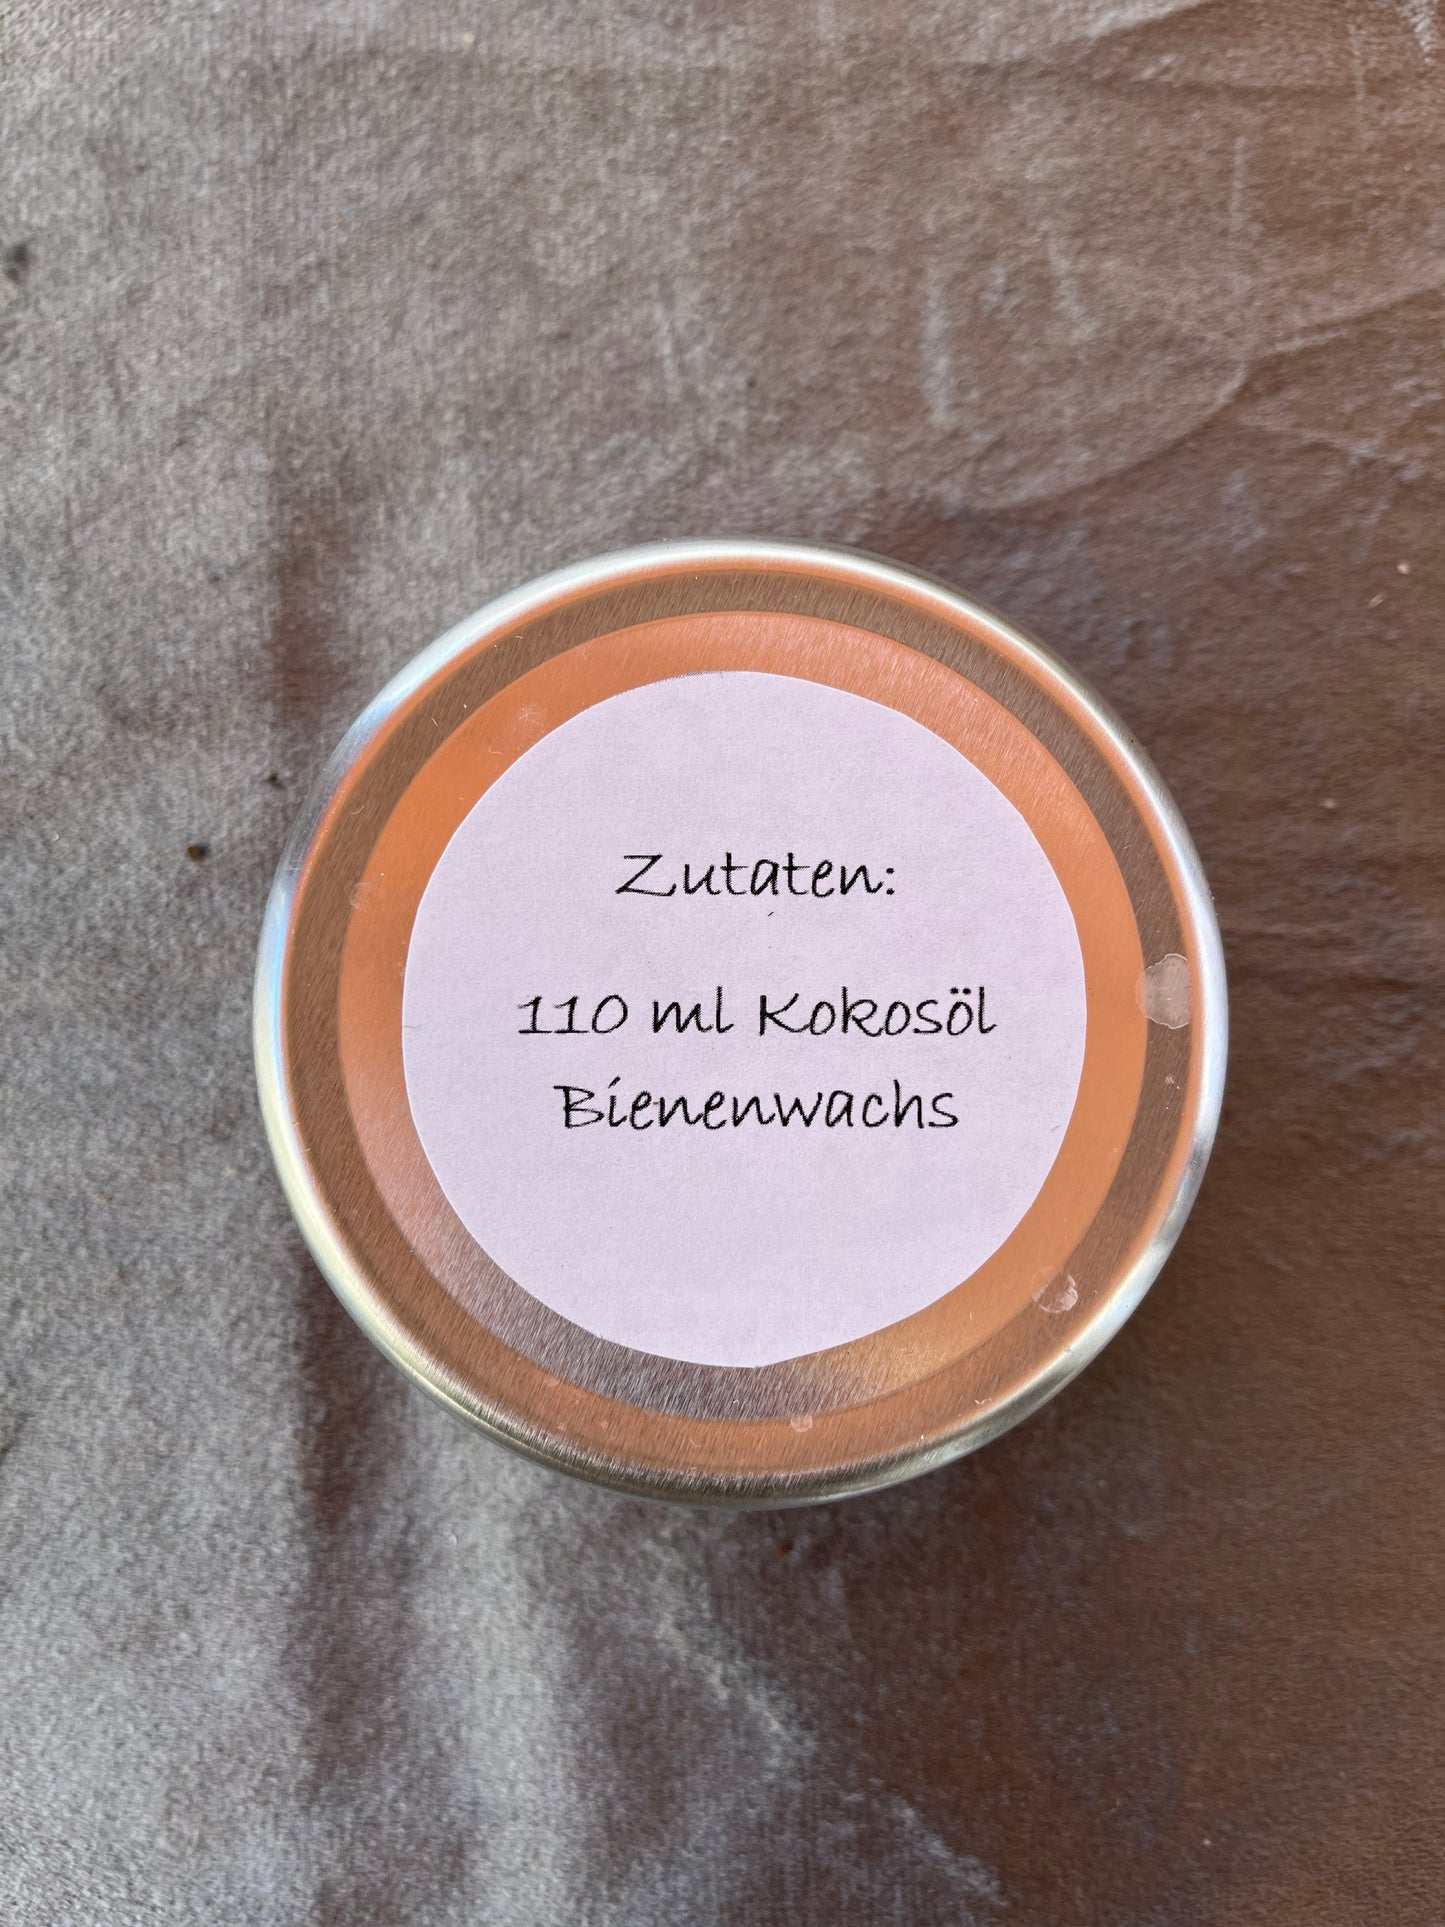 Zutaten:
110 ml Kokosöl
Bienenwachs